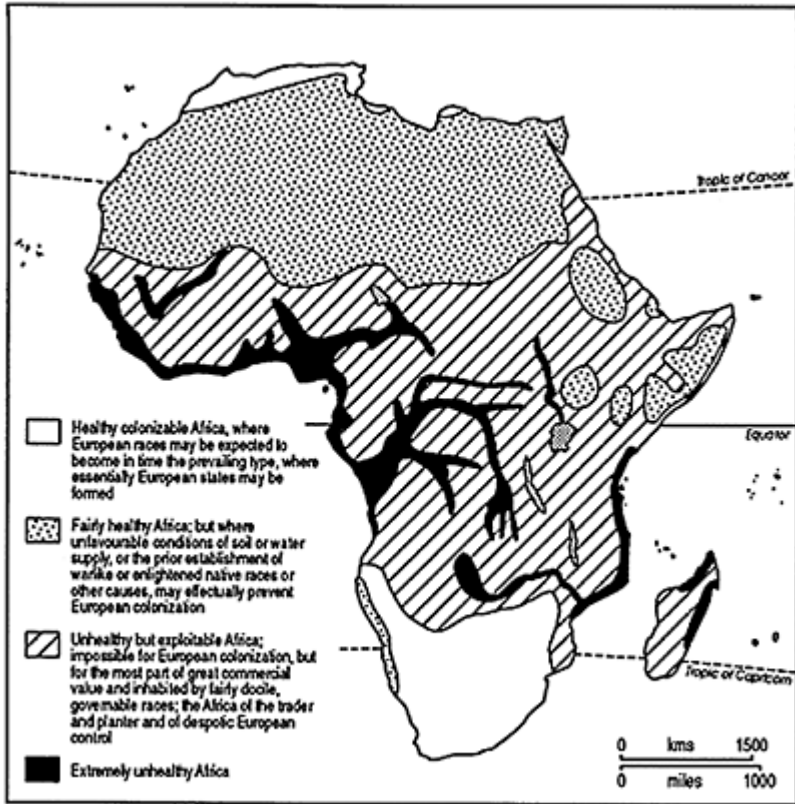 Tropic of Cancer
Healthy colonizable Africa, where
European races may be expected to
become in time the prevailing type, where
essentially European states may be
formed
Equator
Fairly healthy Africa; but where
unfavourable conditions of soil or water
supply, or the prior establishment of
warlike or enlightened native races or
other causes, may effectually prevent
European colonization
Unhealthy but exploitable Africa;
impossible for European colonization, but
for the most part of great commercial
value and inhabited by fairly docile,
governable races; the Africa of the trader
and planter and of despotic European
control
Tropic of Capricorn
Extremely unhealthy Africa
0 kms 1500
0 miles 1000